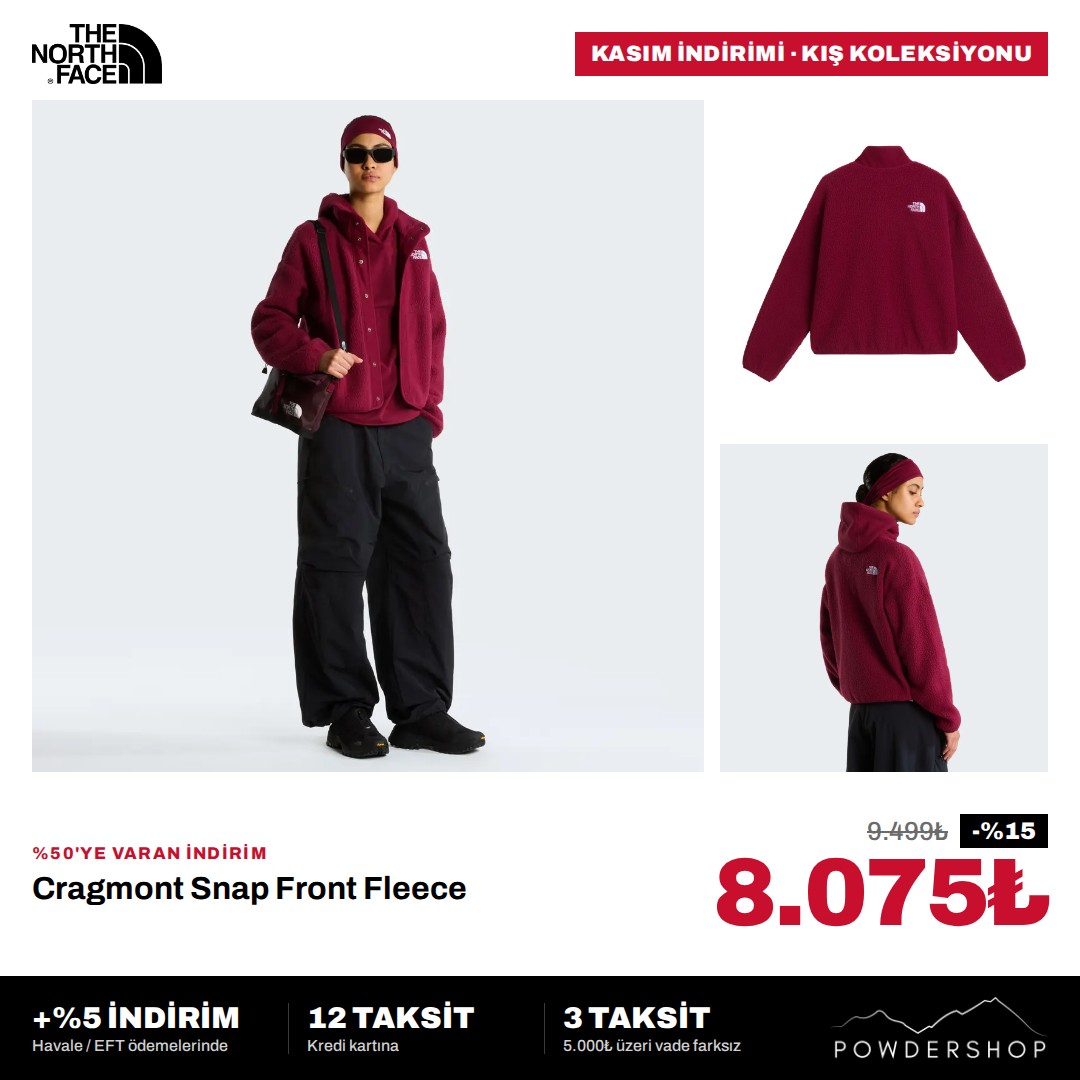 THE
NORTH
FACE
KASIM İNDİRİMİ · KIŞ KOLEKSİYONU
%50'YE VARAN İNDİRİM
Cragmont Snap Front Fleece
9.499₺ -%15
8.075₺
+%5 İNDİRİM
Havale / EFT ödemelerinde
12 TAKSİT
Kredi kartına
3 TAKSİT
5.000₺ üzeri vade farksız
POWDERSHOP